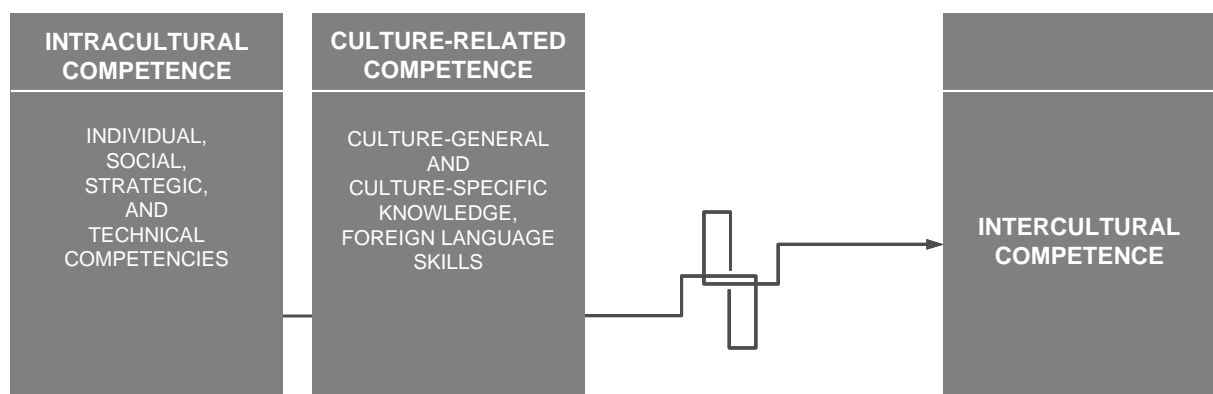 INTRACULTURAL
COMPETENCE
INDIVIDUAL,
SOCIAL,
STRATEGIC,
AND
TECHNICAL
COMPETENCIES
CULTURE-RELATED
COMPETENCE
CULTURE-GENERAL
AND
CULTURE-SPECIFIC
KNOWLEDGE,
FOREIGN LANGUAGE
SKILLS
INTERCULTURAL
COMPETENCE